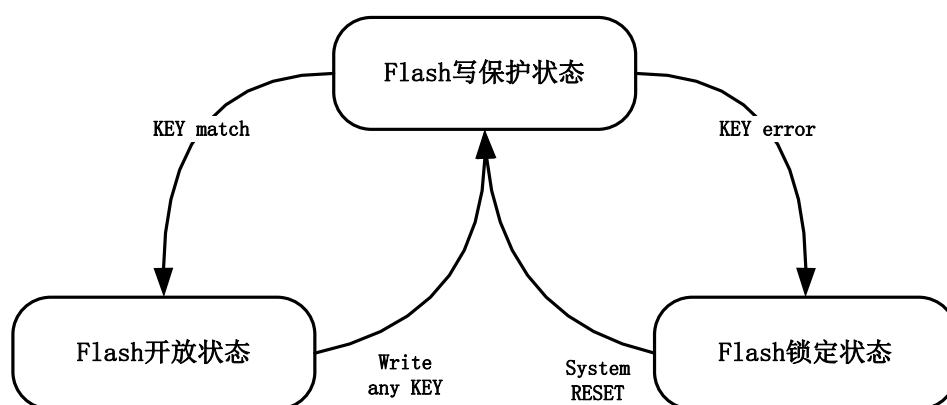 Flash写保护状态
KEY match
KEY error
Flash开放状态
Flash锁定状态
Write
any KEY
System
RESET